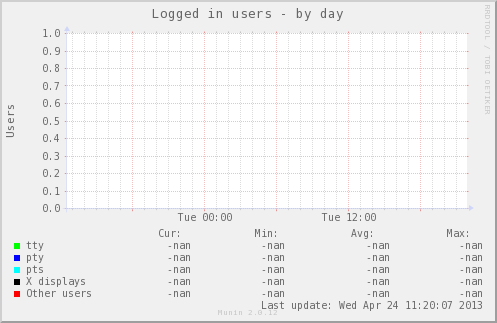 Logged in users - by day
RRDTOOL / TOBI OETIKER
Users
1.0
0.9
0.8
0.7
0.6
0.5
0.4
0.3
0.2
0.1
0.0
Tue 00:00 Tue 12:00
Cur: Min: Avg: Max:
tty -nan -nan -nan -nan
pty -nan -nan -nan -nan
pts -nan -nan -nan -nan
X displays -nan -nan -nan -nan
Other users -nan -nan -nan -nan
Last update: Wed Apr 24 11:20:07 2013
Munin 2.0.12